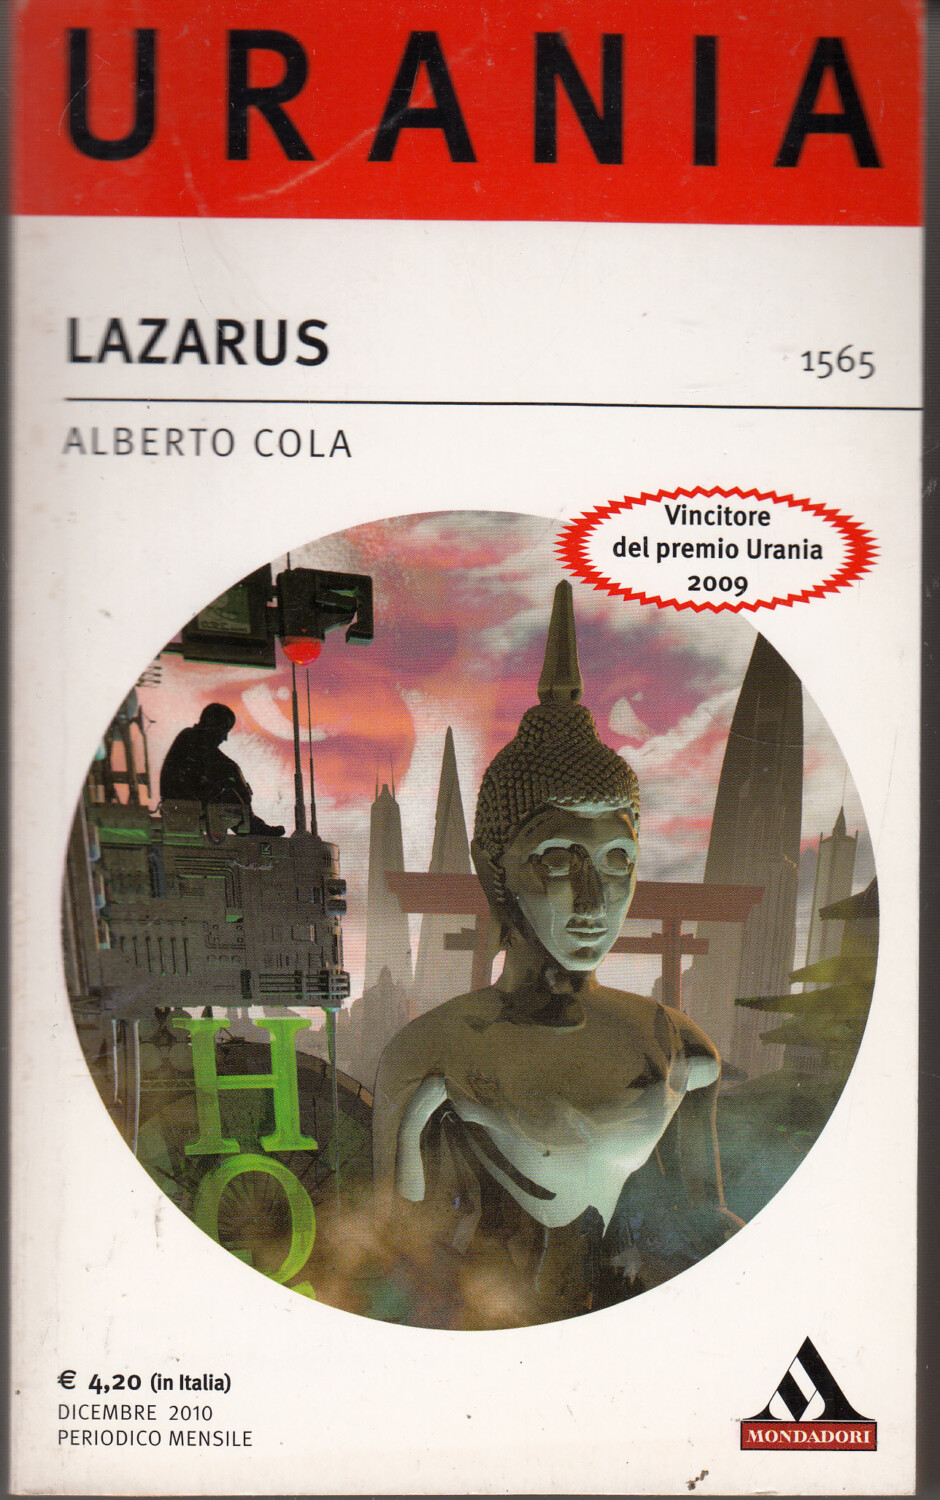 URANIA
LAZARUS
1565
ALBERTO COLA
Vincitore
del premio Urania
2009
HO
€ 4,20 (in Italia)
DICEMBRE 2010
PERIODICO MENSILE
MONDADORI